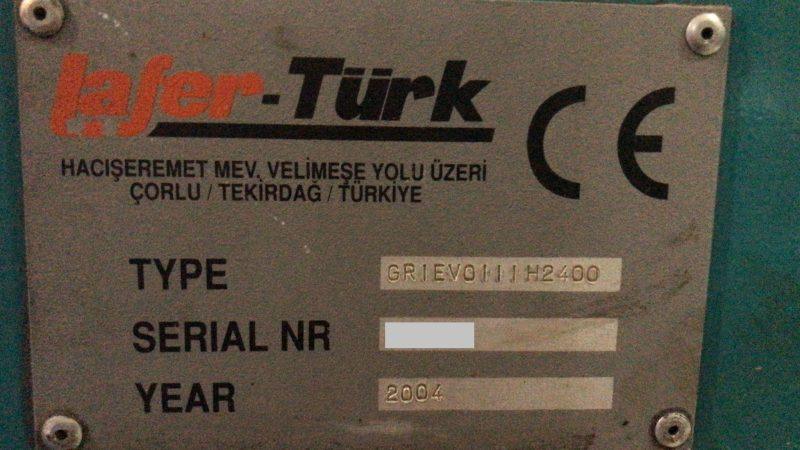 lafer-Türk
CE
HACIŞEREMET MEV. VELİMEŞE YOLU ÜZERİ
ÇORLU / TEKİRDAĞ / TÜRKİYE
TYPE GR1EV0111H2400
SERIAL NR
YEAR 2004